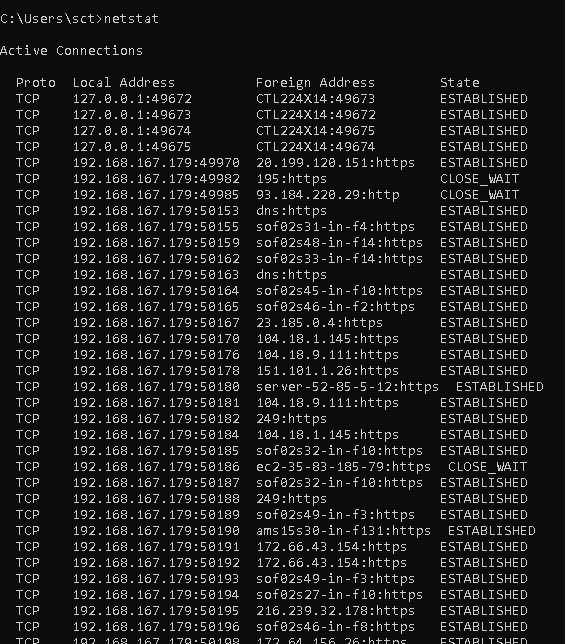 C:\Users\sct>netstat
Active Connections
Proto Local Address Foreign Address State
TCP 127.0.0.1:49672 CTL224X14:49673 ESTABLISHED
TCP 127.0.0.1:49673 CTL224X14:49672 ESTABLISHED
TCP 127.0.0.1:49674 CTL224X14:49675 ESTABLISHED
TCP 127.0.0.1:49675 CTL224X14:49674 ESTABLISHED
TCP 192.168.167.179:49970 20.199.120.151:https ESTABLISHED
TCP 192.168.167.179:49982 195:https CLOSE_WAIT
TCP 192.168.167.179:49985 93.184.220.29:http CLOSE_WAIT
TCP 192.168.167.179:50153 dns:https ESTABLISHED
TCP 192.168.167.179:50155 sof02s31-in-f4:https ESTABLISHED
TCP 192.168.167.179:50159 sof02s48-in-f14:https ESTABLISHED
TCP 192.168.167.179:50162 sof02s33-in-f14:https ESTABLISHED
TCP 192.168.167.179:50163 dns:https ESTABLISHED
TCP 192.168.167.179:50164 sof02s45-in-f10:https ESTABLISHED
TCP 192.168.167.179:50165 sof02s46-in-f2:https ESTABLISHED
TCP 192.168.167.179:50167 23.185.0.4:https ESTABLISHED
TCP 192.168.167.179:50170 104.18.1.145:https ESTABLISHED
TCP 192.168.167.179:50176 104.18.9.111:https ESTABLISHED
TCP 192.168.167.179:50178 151.101.1.26:https ESTABLISHED
TCP 192.168.167.179:50180 server-52-85-5-12:https ESTABLISHED
TCP 192.168.167.179:50181 104.18.9.111:https ESTABLISHED
TCP 192.168.167.179:50182 249:https ESTABLISHED
TCP 192.168.167.179:50184 104.18.1.145:https ESTABLISHED
TCP 192.168.167.179:50185 sof02s32-in-f10:https ESTABLISHED
TCP 192.168.167.179:50186 ec2-35-83-185-79:https CLOSE_WAIT
TCP 192.168.167.179:50187 sof02s32-in-f10:https ESTABLISHED
TCP 192.168.167.179:50188 249:https ESTABLISHED
TCP 192.168.167.179:50189 sof02s49-in-f3:https ESTABLISHED
TCP 192.168.167.179:50190 ams15s30-in-f131:https ESTABLISHED
TCP 192.168.167.179:50191 172.66.43.154:https ESTABLISHED
TCP 192.168.167.179:50192 172.66.43.154:https ESTABLISHED
TCP 192.168.167.179:50193 sof02s49-in-f3:https ESTABLISHED
TCP 192.168.167.179:50194 sof02s27-in-f10:https ESTABLISHED
TCP 192.168.167.179:50195 216.239.32.178:https ESTABLISHED
TCP 192.168.167.179:50196 sof02s46-in-f8:https ESTABLISHED
TCP 192.168.167.179:50198 172.64.156.26:https ESTABLISHED